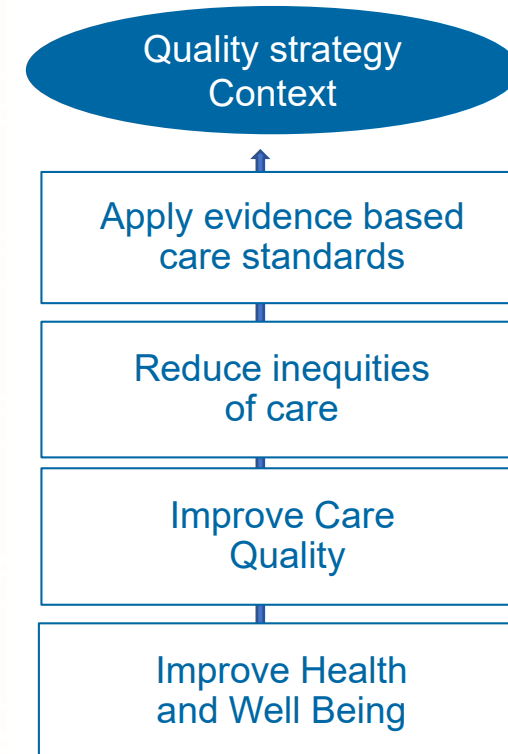 Quality strategy
Context
Apply evidence based
care standards
Reduce inequities
of care
Improve Care
Quality
Improve Health
and Well Being